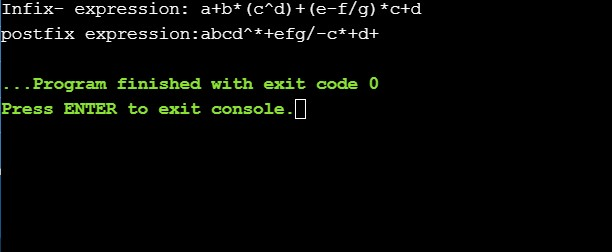 Infix- expression: a+b*(c^d)+(e-f/g)*c+d
postfix expression:abcd^*+efg/-c*+d+
...Program finished with exit code 0
Press ENTER to exit console.